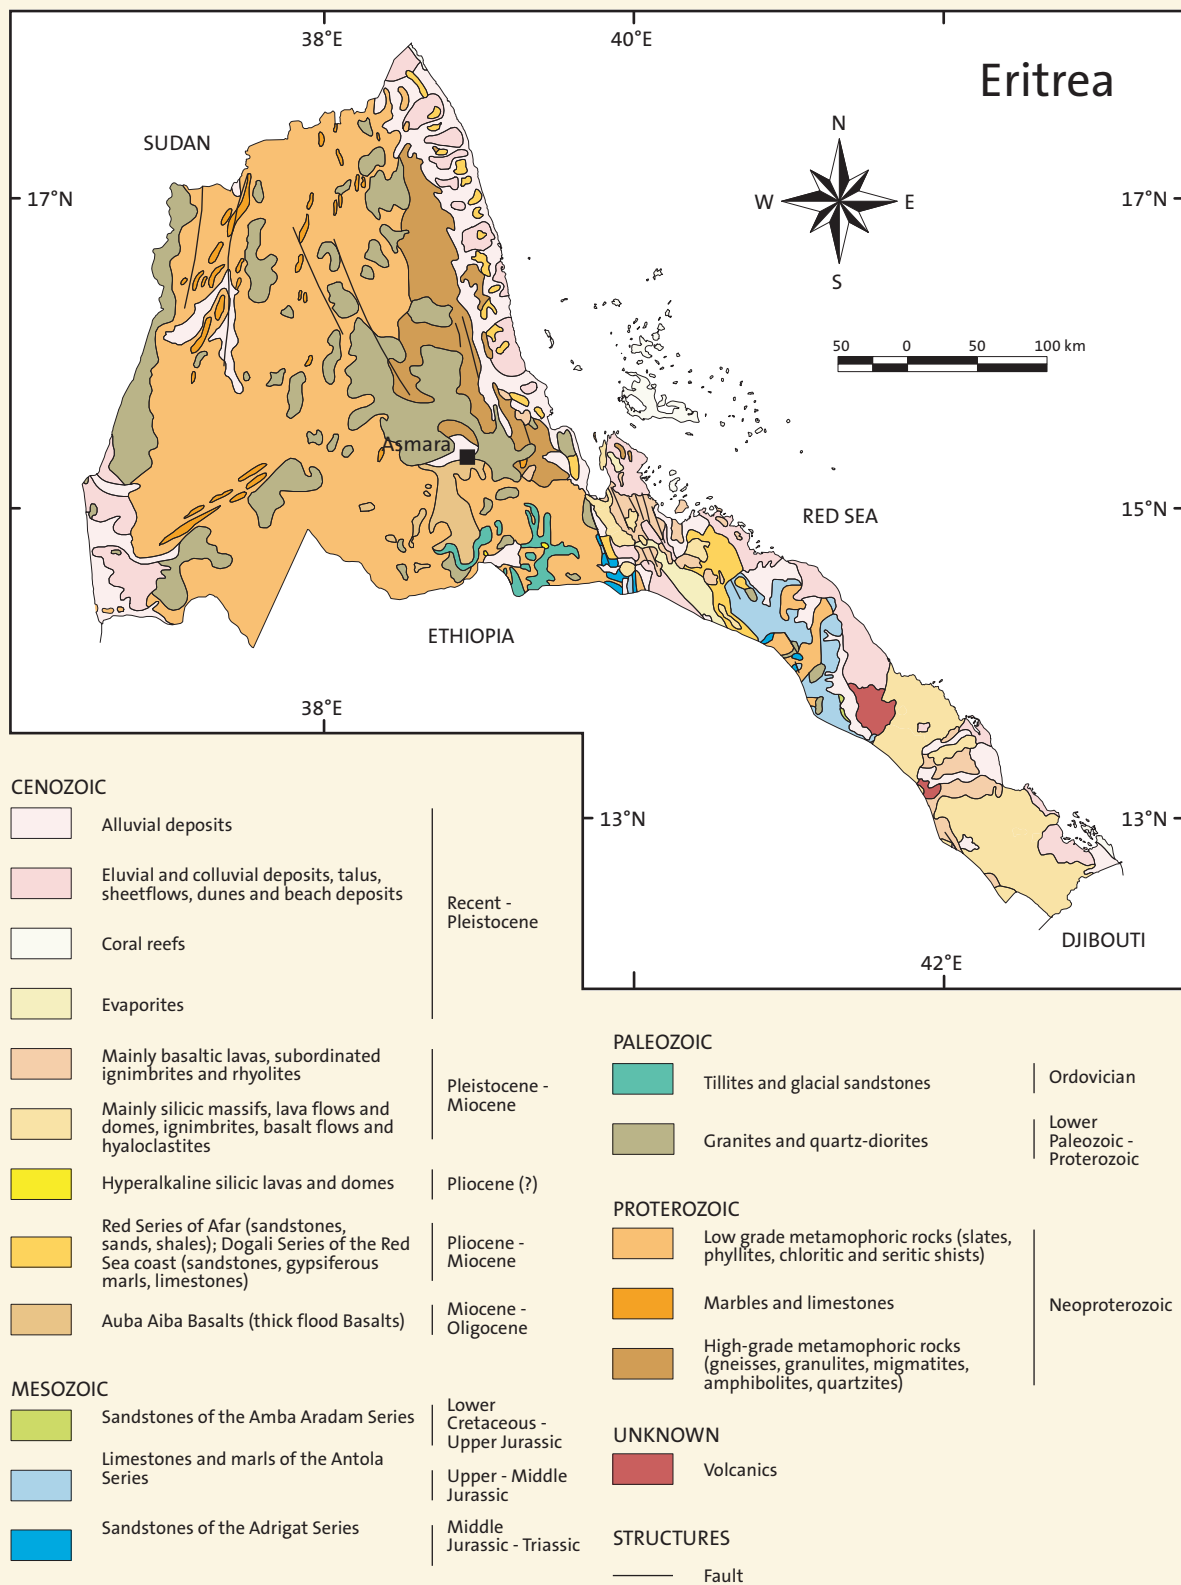 38°E
40°E
Eritrea
SUDAN
N
17°N
W
E
17°N
S
50
0
50
100 km
Asmara
RED SEA
15°N
ETHIOPIA
38°E
13°N
13°N
DJIBOUTI
42°E
CENOZOIC
Alluvial deposits
Eluvial and colluvial deposits, talus,
sheetflows, dunes and beach deposits
Coral reefs
Evaporites
Recent -
Pleistocene
Mainly basaltic lavas, subordinated
ignimbrites and rhyolites
Mainly silicic massifs, lava flows and
domes, ignimbrites, basalt flows and
hyaloclastites
Pleistocene -
Miocene
Hyperalkaline silicic lavas and domes
Pliocene (?)
Red Series of Afar (sandstones,
sands, shales); Dogali Series of the Red
Sea coast (sandstones, gypsiferous
marls, limestones)
Pliocene -
Miocene
Auba Aiba Basalts (thick flood Basalts)
Miocene -
Oligocene
MESOZOIC
Sandstones of the Amba Aradam Series
Lower
Cretaceous -
Upper Jurassic
Limestones and marls of the Antola
Series
Upper - Middle
Jurassic
Sandstones of the Adrigat Series
Middle
Jurassic - Triassic
PALEOZOIC
Tillites and glacial sandstones
Ordovician
Granites and quartz-diorites
Lower
Paleozoic -
Proterozoic
PROTEROZOIC
Low grade metamophoric rocks (slates,
phyllites, chloritic and seritic shists)
Marbles and limestones
High-grade metamophoric rocks
(gneisses, granulites, migmatites,
amphibolites, quartzites)
Neoproterozoic
UNKNOWN
Volcanics
STRUCTURES
Fault